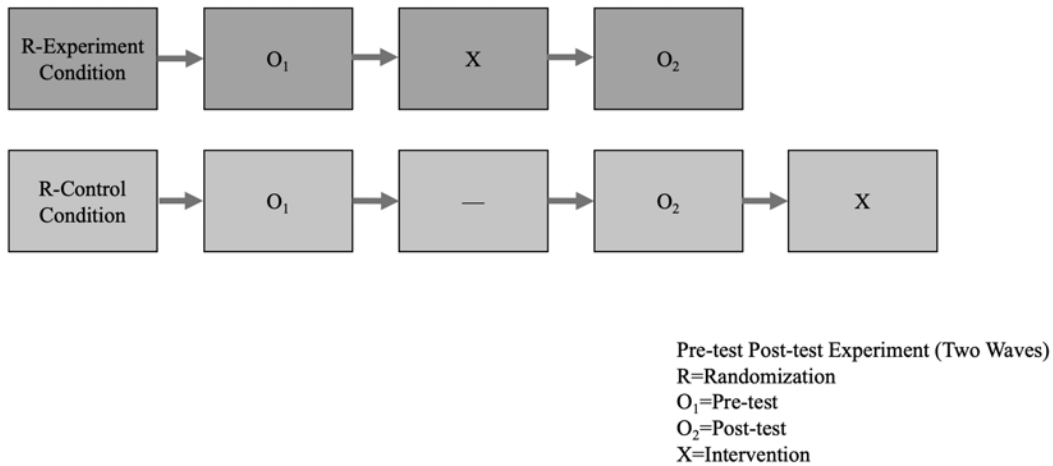 R-Experiment
Condition
O₁
X
O₂
R-Control
Condition
O₁
—
O₂
X
Pre-test Post-test Experiment (Two Waves)
R=Randomization
O₁=Pre-test
O₂=Post-test
X=Intervention